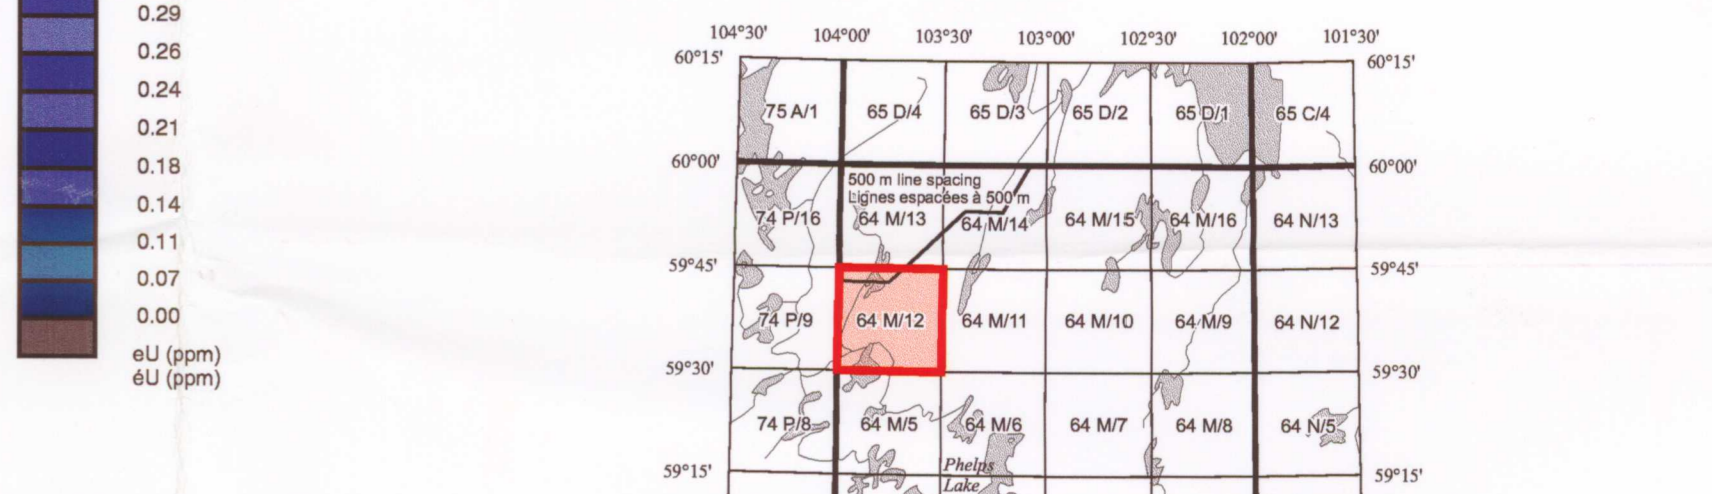 0.29
0.26
0.24
0.21
0.18
0.14
0.11
0.07
0.00
eU (ppm)
éU (ppm)
104°30' 104°00' 103°30' 103°00' 102°30' 102°00' 101°30'
60°15' 60°15'
75 A/1 65 D/4 65 D/3 65 D/2 65 D/1 65 C/4
60°00' 60°00'
500 m line spacing
Lignes espacées à 500 m
74 P/16 64 M/13 64 M/14 64 M/15 64 M/16 64 N/13
59°45' 59°45'
74 P/9 64 M/12 64 M/11 64 M/10 64 M/9 64 N/12
59°30' 59°30'
74 P/8 64 M/5 64 M/6 64 M/7 64 M/8 64 N/5
Phelps
Lake
59°15' 59°15'